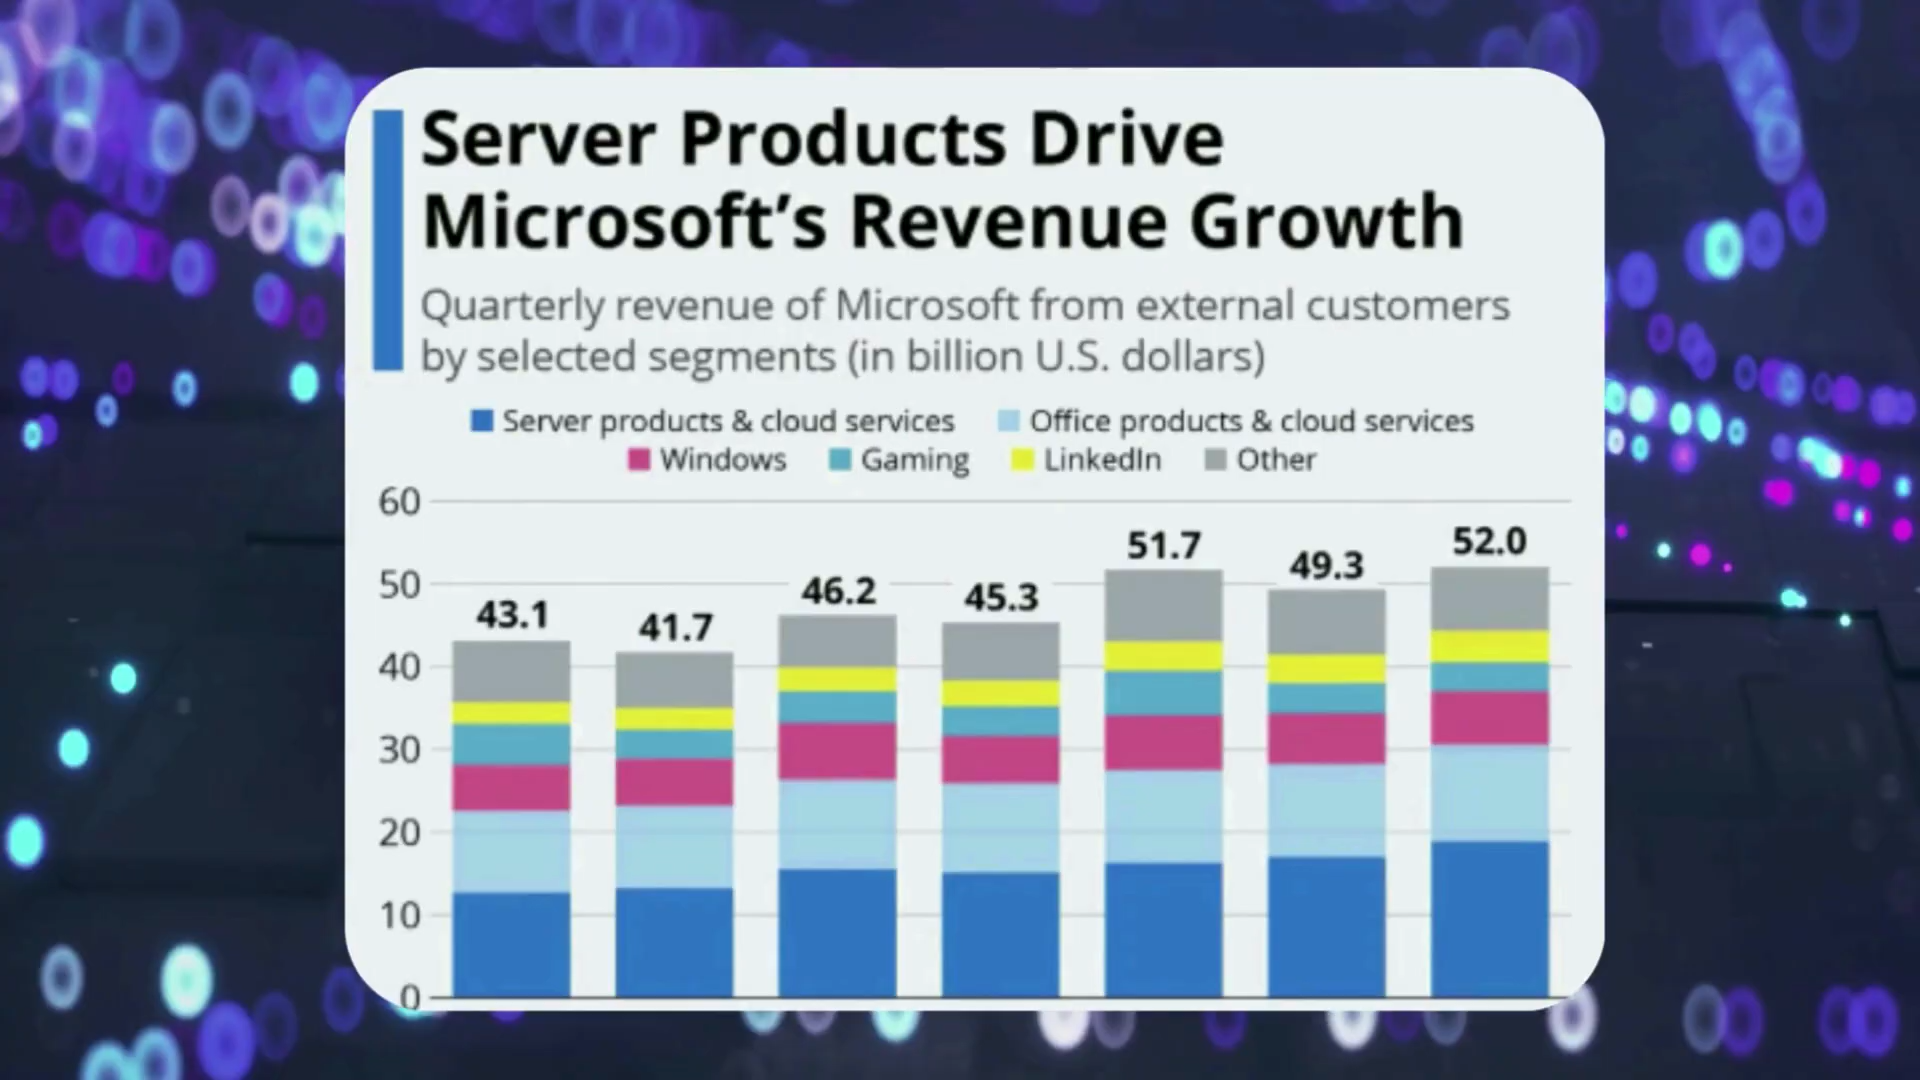 Server Products Drive
Microsoft’s Revenue Growth
Quarterly revenue of Microsoft from external customers
by selected segments (in billion U.S. dollars)
Server products & cloud services Office products & cloud services
Windows Gaming LinkedIn Other
60
50
40
30
20
10
0
43.1 41.7 46.2 45.3 51.7 49.3 52.0